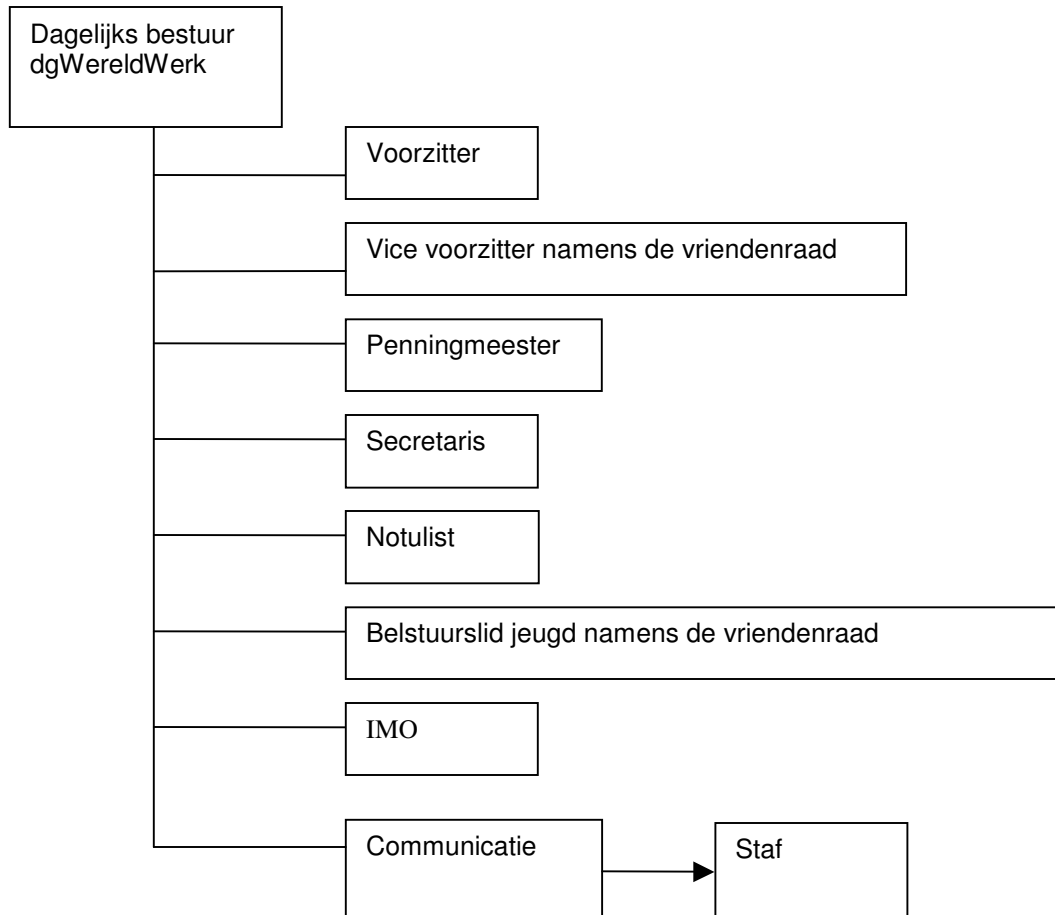 Dagelijks bestuur
dgWereldWerk
Voorzitter
Vice voorzitter namens de vriendenraad
Penningmeester
Secretaris
Notulist
Belstuurslid jeugd namens de vriendenraad
IMO
Communicatie
Staf